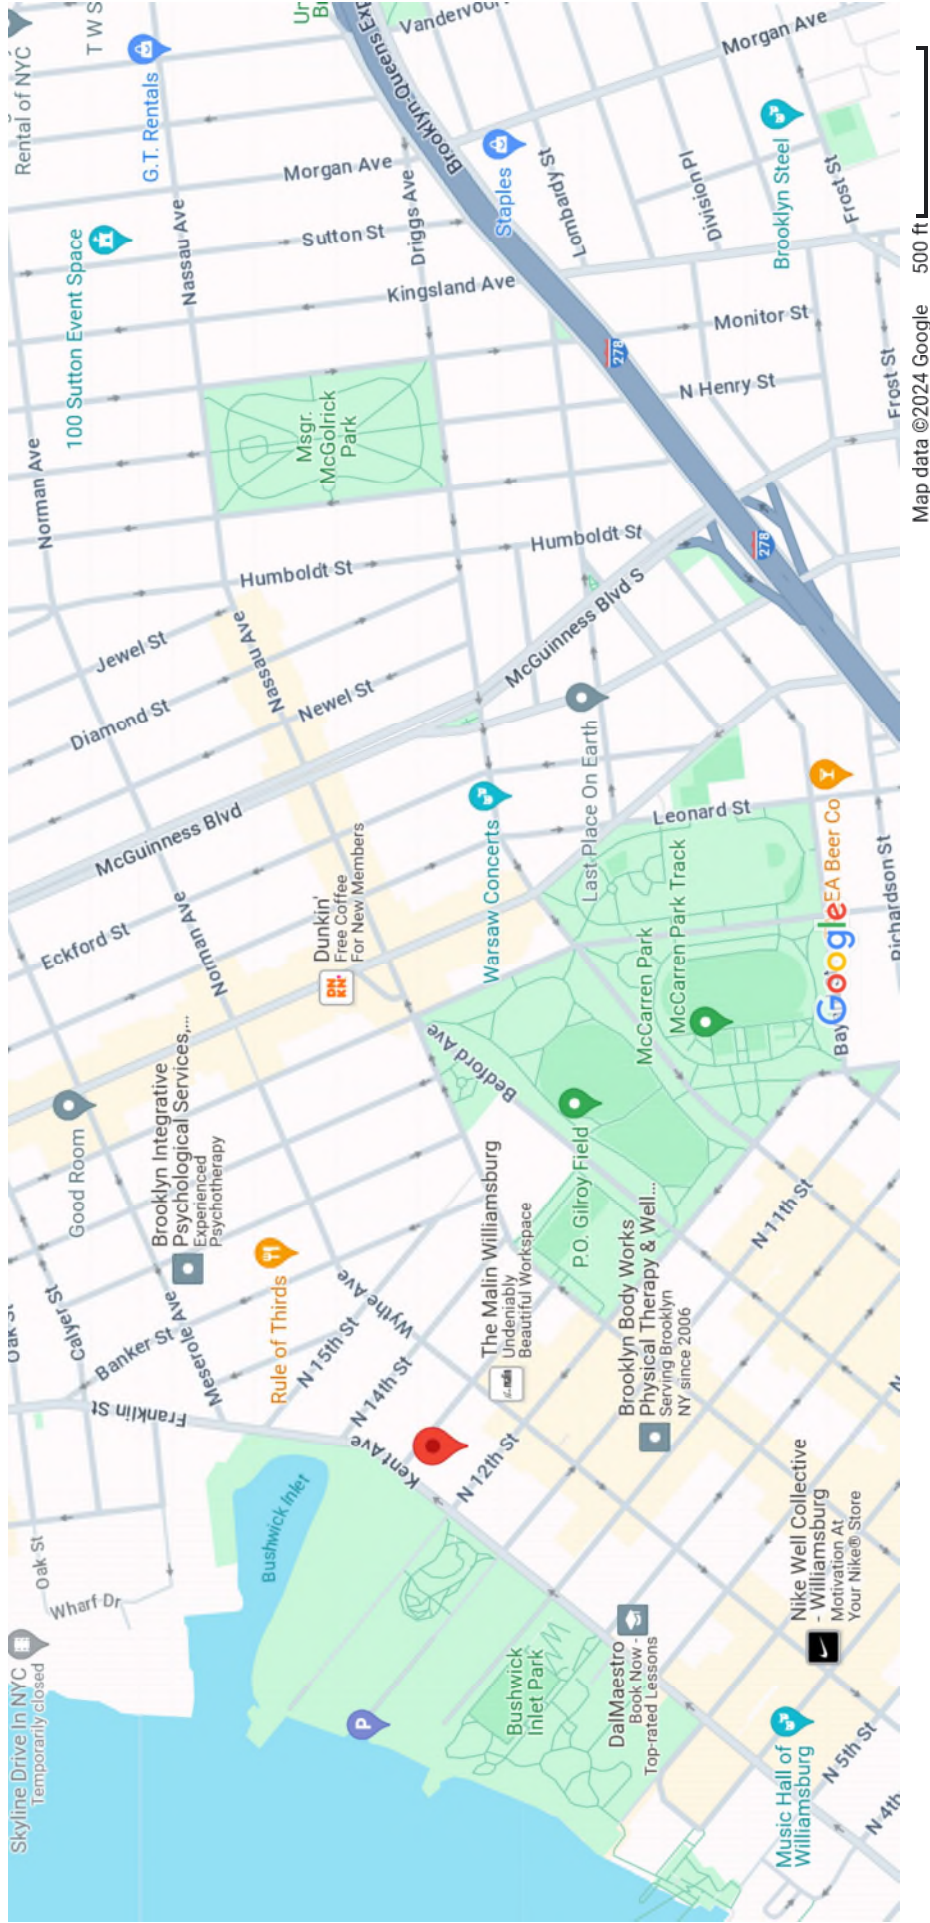 Skyline Drive In NYC
Temporarily closed
Oak St
Wharf Dr
Calyer St
Banker St
Franklin St
Meserole Ave
Good Room
Brooklyn Integrative
Psychological Services,...
Experienced
Psychotherapy
Rule of Thirds
N 15th St
N 14th St
Wythe Ave
Kent Ave
N 12th St
Bushwick Inlet
P
Bushwick
Inlet Park
DalMaestro
Book Now -
Top-rated Lessons
Music Hall of
Williamsburg
N 5th St
N 4th
Nike Well Collective
- Williamsburg
Motivation At
Your Nike® Store
Brooklyn Body Works
Physical Therapy & Well...
Serving Brooklyn
NY since 2006
The Malin Williamsburg
Undeniably
Beautiful Workspace
P.O. Gilroy Field
N 11th St
Bedford Ave
McCarren Park
McCarren Park Track
Bay
Google
EA Beer Co
Richardson St
Leonard St
Last Place On Earth
Warsaw Concerts
DN
KN'
Dunkin'
Free Coffee
For New Members
Eckford St
Norman Ave
McGuinness Blvd
Diamond St
Jewel St
Newel St
Nassau Ave
Humboldt St
Humboldt St
McGuinness Blvd S
278
278
Norman Ave
100 Sutton Event Space
Msgr.
McGolrick
Park
Nassau Ave
Kingsland Ave
Sutton St
Morgan Ave
Driggs Ave
Brooklyn-Queens Exp
G.T. Rentals
Rental of NYC
T W S
Un
Br
Vandervoor
Morgan Ave
Staples
Lombardy St
Division Pl
Brooklyn Steel
Frost St
Monitor St
N Henry St
Frost St
Map data ©2024 Google
500 ft